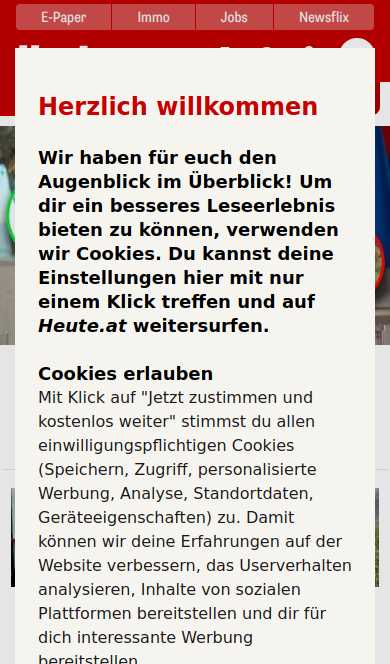 E-Paper
Immo
Jobs
Newsflix
Herzlich willkommen
Wir haben für euch den
Augenblick im Überblick! Um
dir ein besseres Leseerlebnis
bieten zu können, verwenden
wir Cookies. Du kannst deine
Einstellungen hier mit nur
einem Klick treffen und auf
Heute.at weitersurfen.
Cookies erlauben
Mit Klick auf "Jetzt zustimmen und
kostenlos weiter" stimmst du allen
einwilligungspflichtigen Cookies
(Speichern, Zugriff, personalisierte
Werbung, Analyse, Standortdaten,
Geräteeigenschaften) zu. Damit
können wir deine Erfahrungen auf der
Website verbessern, das Userverhalten
analysieren, Inhalte von sozialen
Plattformen bereitstellen und dir für
dich interessante Werbung
bereitstellen